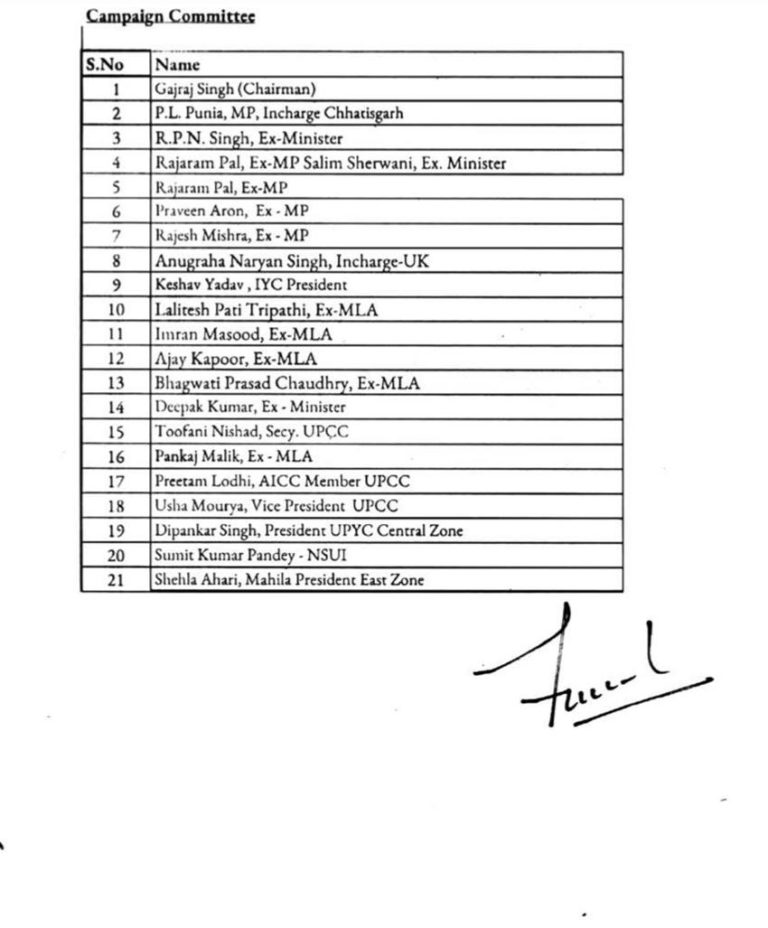 Campaign Committee
S.No Name
1 Gajraj Singh (Chairman)
2 P.L. Punia, MP, Incharge Chhatisgarh
3 R.P.N. Singh, Ex-Minister
4 Rajaram Pal, Ex-MP Salim Sherwani, Ex. Minister
5 Rajaram Pal, Ex-MP
6 Praveen Aron, Ex - MP
7 Rajesh Mishra, Ex - MP
8 Anugraha Naryan Singh, Incharge-UK
9 Keshav Yadav , IYC President
10 Lalitesh Pati Tripathi, Ex-MLA
11 Imran Masood, Ex-MLA
12 Ajay Kapoor, Ex-MLA
13 Bhagwati Prasad Chaudhry, Ex-MLA
14 Deepak Kumar, Ex - Minister
15 Toofani Nishad, Secy. UPCC
16 Pankaj Malik, Ex - MLA
17 Preetam Lodhi, AICC Member UPCC
18 Usha Mourya, Vice President UPCC
19 Dipankar Singh, President UPYC Central Zone
20 Sumit Kumar Pandey - NSUI
21 Shehla Ahari, Mahila President East Zone